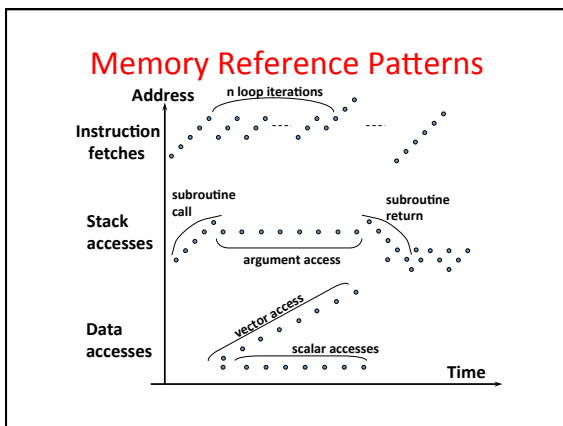 Memory Reference Patterns
Address
n loop iterations
Instruction
fetches
subroutine
call
subroutine
return
Stack
accesses
argument access
vector access
Data
accesses
scalar accesses
Time